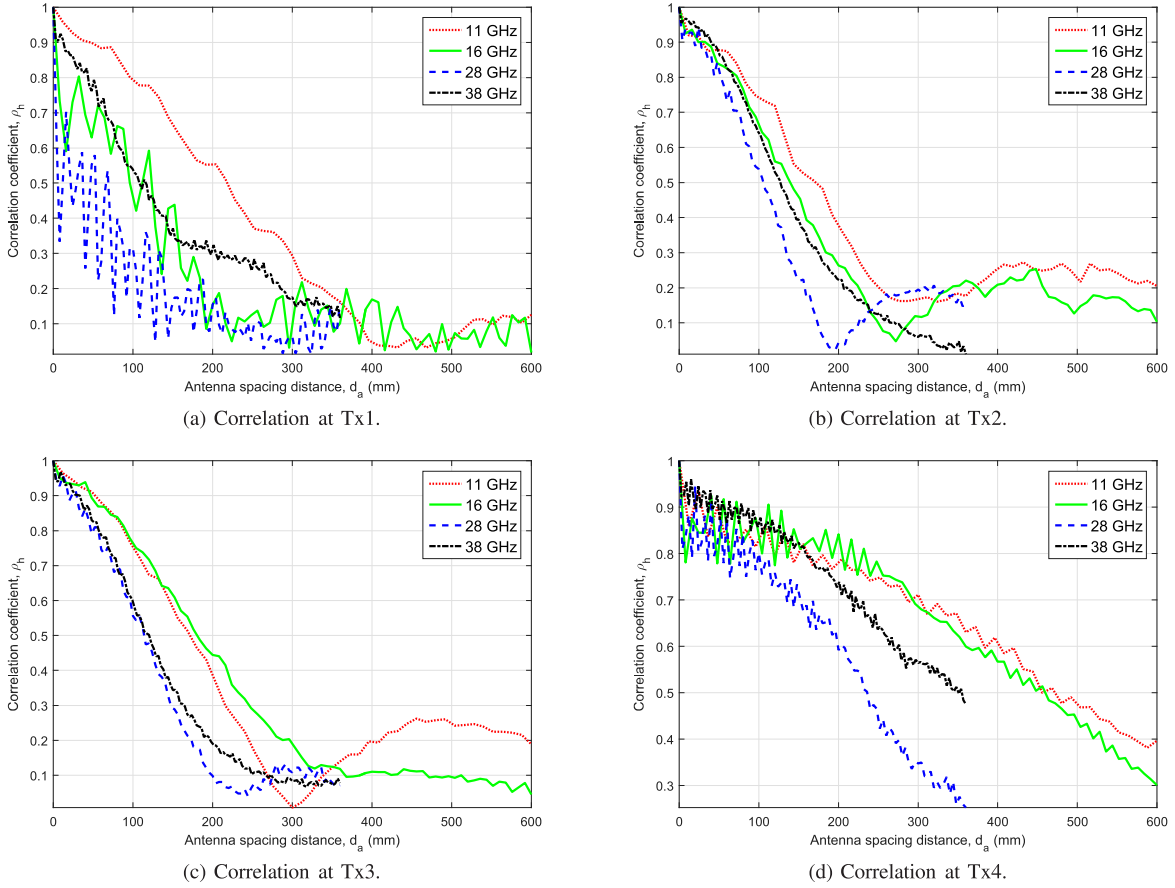 1
0.9
0.8
0.7
0.6
0.5
0.4
0.3
0.2
0.1
Correlation coefficient, ρh
0 100 200 300 400 500 600
Antenna spacing distance, da (mm)
11 GHz
16 GHz
28 GHz
38 GHz
(a) Correlation at Tx1.
1
0.9
0.8
0.7
0.6
0.5
0.4
0.3
0.2
0.1
Correlation coefficient, ρh
0 100 200 300 400 500 600
Antenna spacing distance, da (mm)
11 GHz
16 GHz
28 GHz
38 GHz
(b) Correlation at Tx2.
1
0.9
0.8
0.7
0.6
0.5
0.4
0.3
0.2
0.1
Correlation coefficient, ρh
0 100 200 300 400 500 600
Antenna spacing distance, da (mm)
11 GHz
16 GHz
28 GHz
38 GHz
(c) Correlation at Tx3.
1
0.9
0.8
0.7
0.6
0.5
0.4
0.3
Correlation coefficient, ρh
0 100 200 300 400 500 600
Antenna spacing distance, da (mm)
11 GHz
16 GHz
28 GHz
38 GHz
(d) Correlation at Tx4.